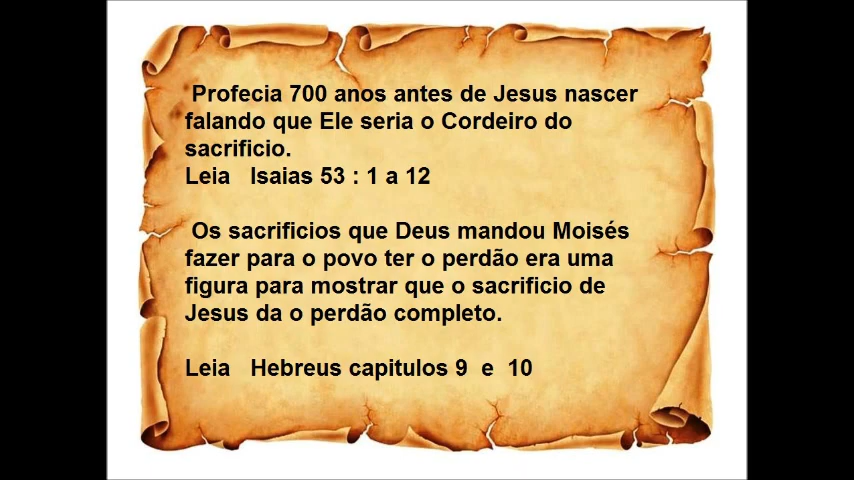 Profecia 700 anos antes de Jesus nascer
falando que Ele seria o Cordeiro do
sacrificio.
Leia   Isaias 53 : 1 a 12
Os sacrificios que Deus mandou Moisés
fazer para o povo ter o perdão era uma
figura para mostrar que o sacrificio de
Jesus da o perdão completo.
Leia   Hebreus capitulos 9  e  10